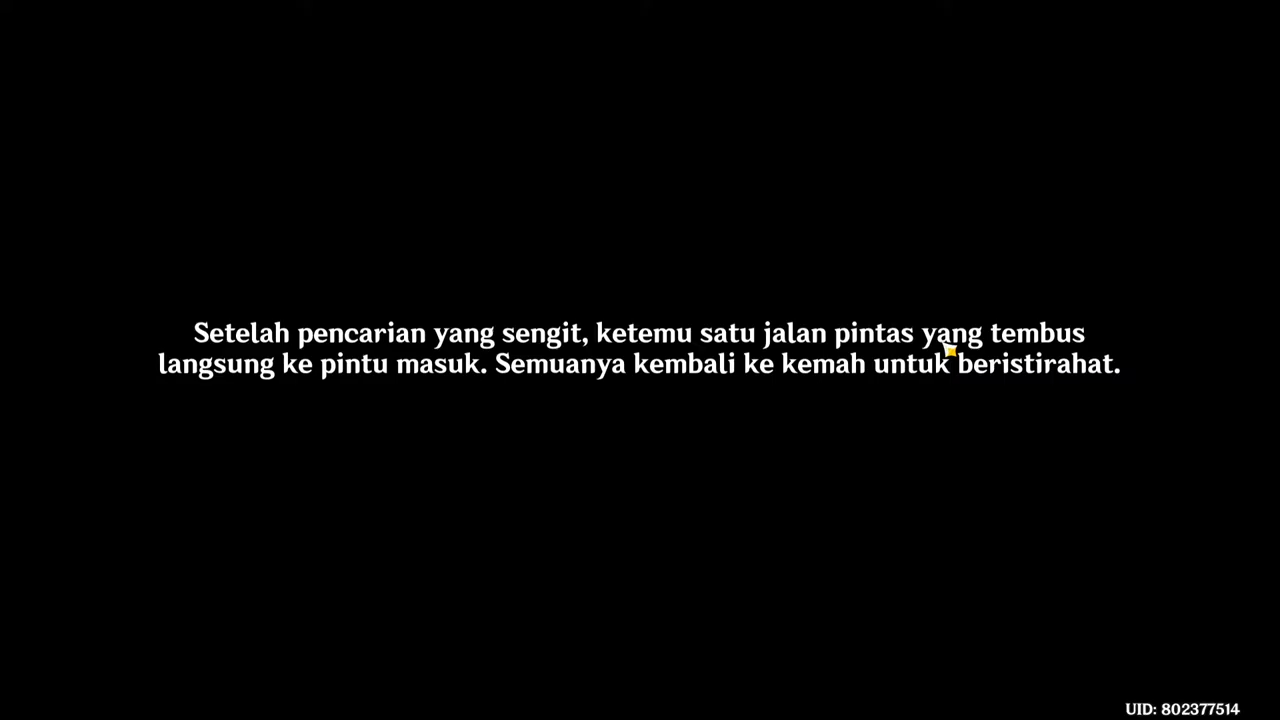 Setelah pencarian yang sengit, ketemu satu jalan pintas yang tembus
langsung ke pintu masuk. Semuanya kembali ke kemah untuk beristirahat.
UID: 802377514